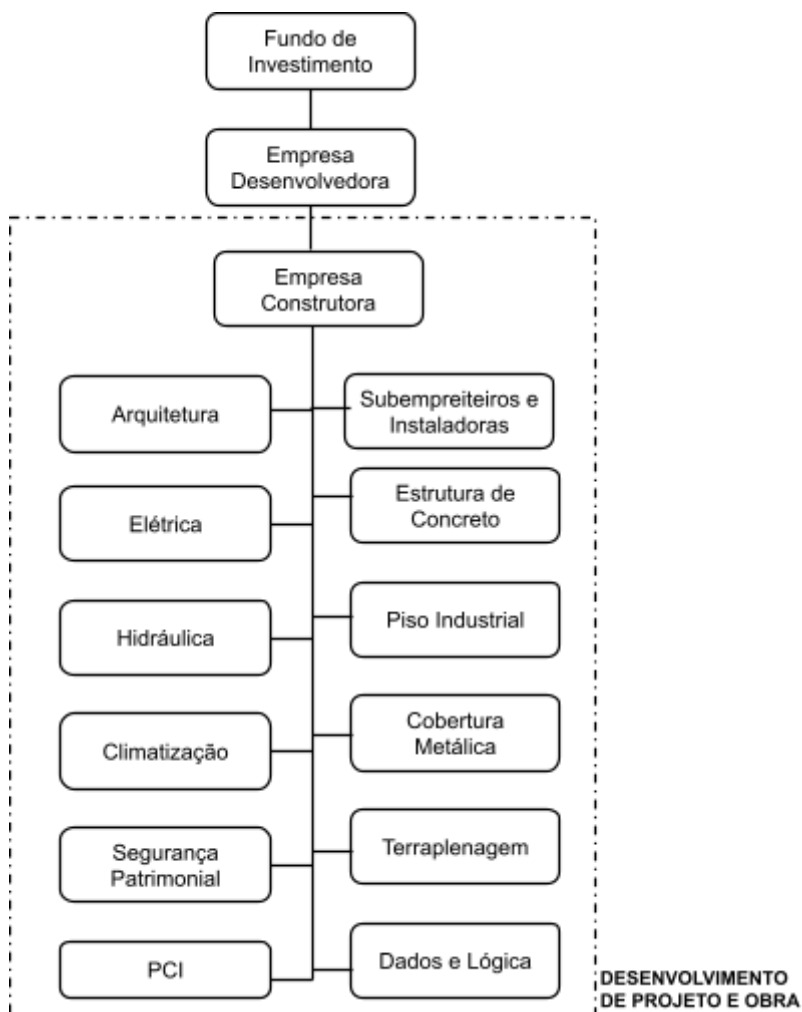 Fundo de
Investimento
Empresa
Desenvolvedora
Empresa
Construtora
Arquitetura
Subempreiteiros e
Instaladoras
Elétrica
Estrutura de
Concreto
Hidráulica
Piso Industrial
Climatização
Cobertura
Metálica
Segurança
Patrimonial
Terraplenagem
PCI
Dados e Lógica
DESENVOLVIMENTO
DE PROJETO E OBRA